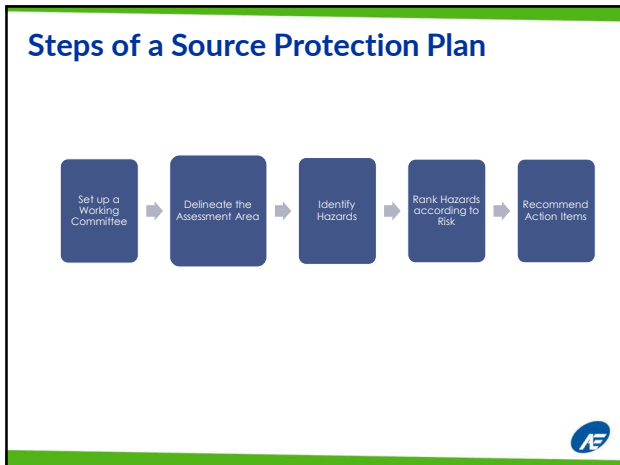 Steps of a Source Protection Plan
Set up a
Working
Committee
Delineate the
Assessment Area
Identify
Hazards
Rank Hazards
according to
Risk
Recommend
Action Items
AE